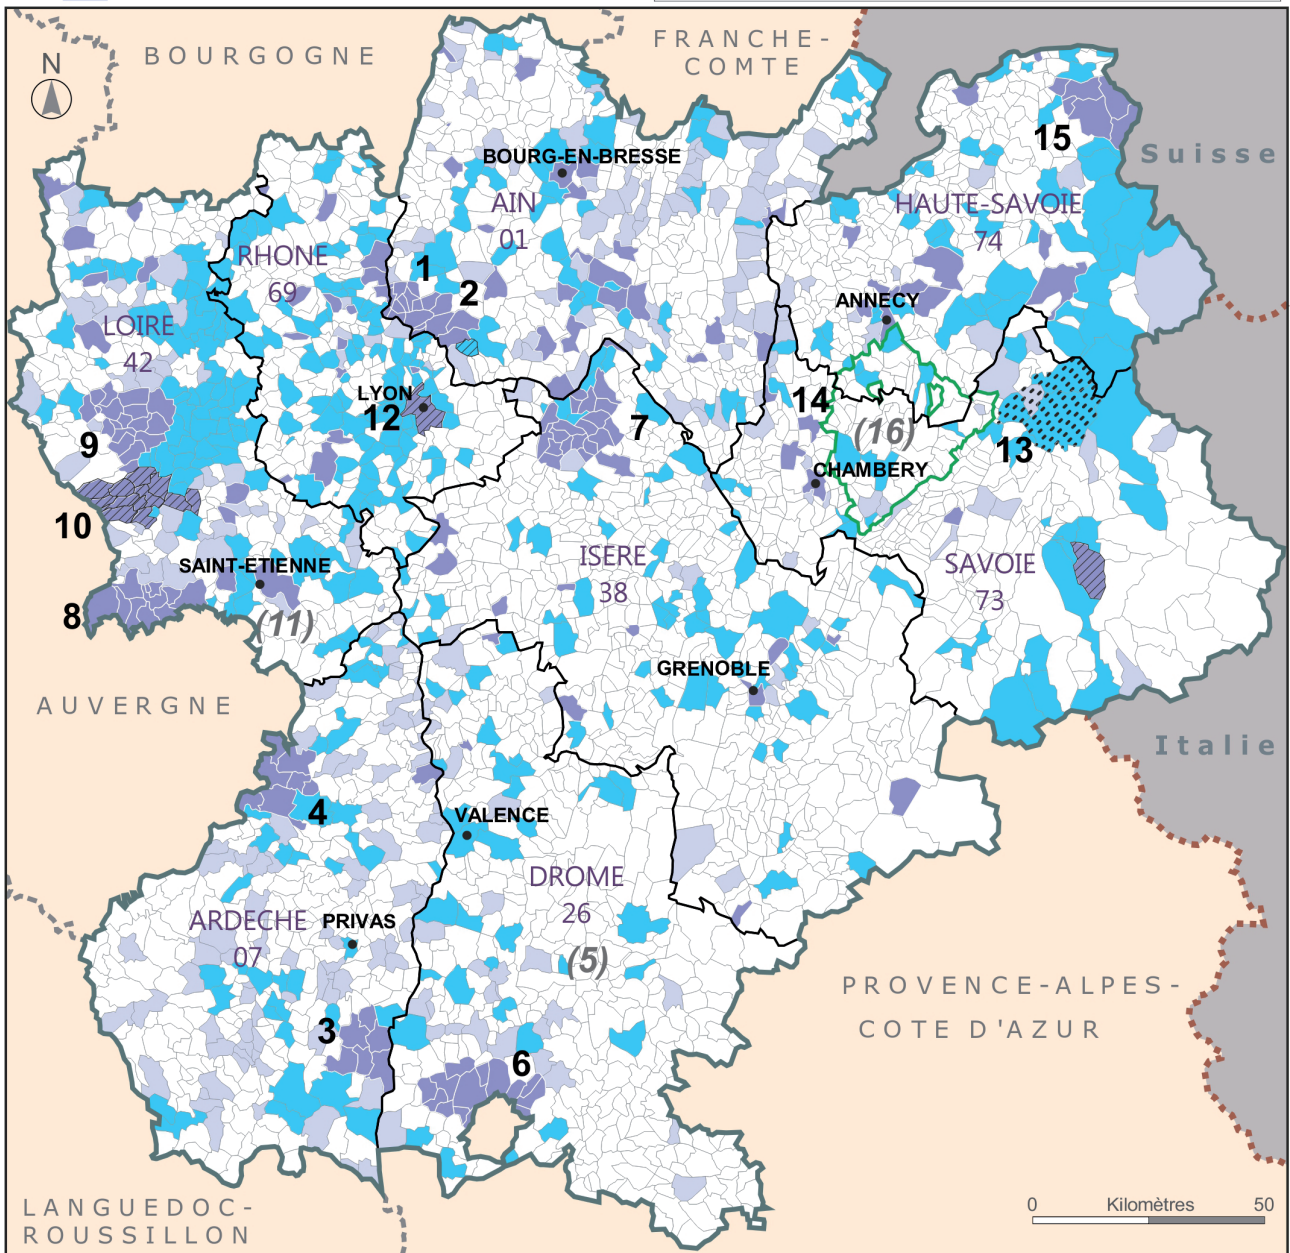 BOURGOGNE
FRANCHE-
COMTE
N
Suisse
BOURG-EN-BRESSE
AIN
01
15
HAUTE-SAVOIE
74
RHONE
69
1
2
ANNECY
LOIRE
42
LYON
12
7
14
(16)
13
9
CHAMBERY
10
SAINT-ETIENNE
ISERE
38
SAVOIE
73
8
(11)
GRENOBLE
AUVERGNE
Italie
4
VALENCE
DROME
26
ARDECHE
07
PRIVAS
(5)
PROVENCE-ALPES-
COTE D'AZUR
3
6
LANGUEDOC-
ROUSSILLON
0 Kilomètres 50